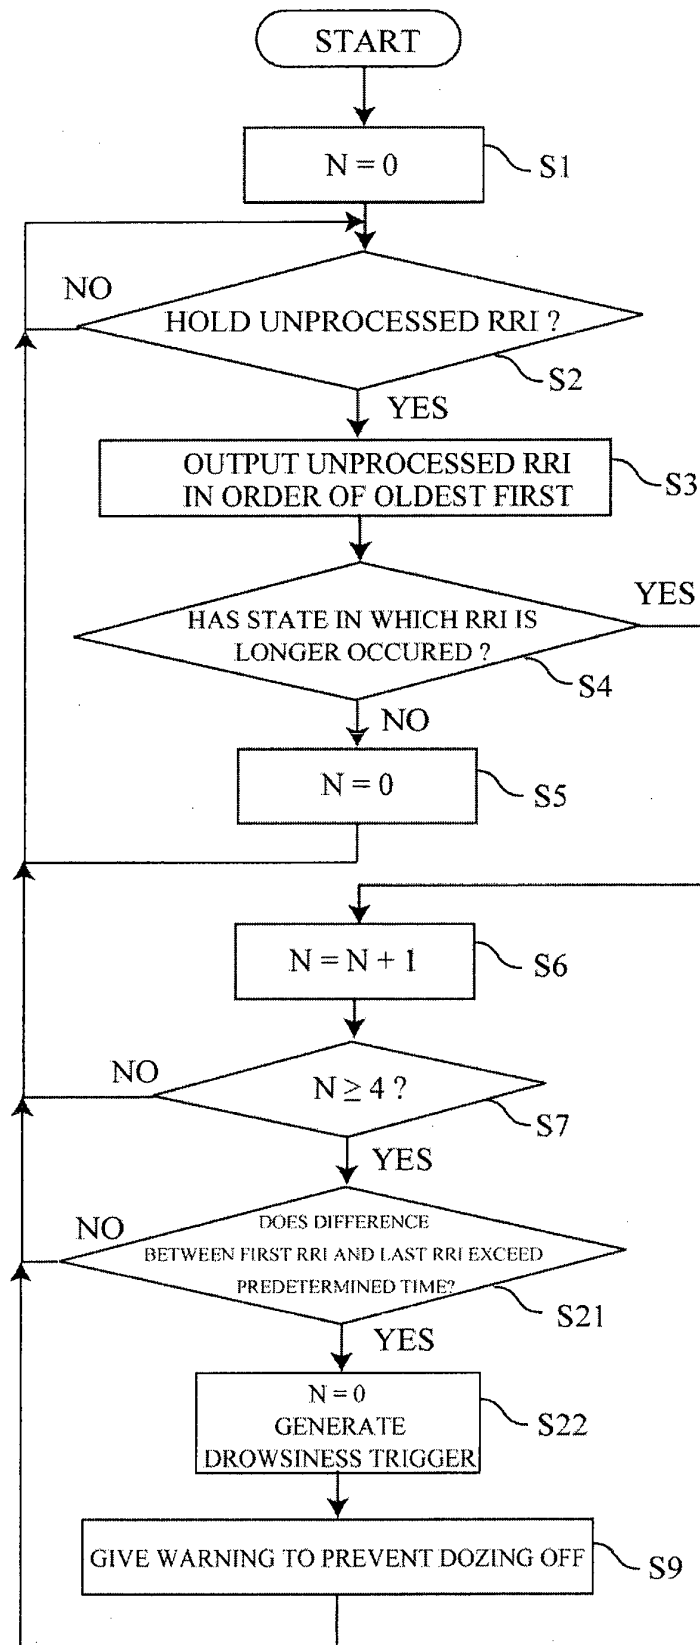 START
N = 0
S1
NO
HOLD UNPROCESSED RRI ?
S2
YES
OUTPUT UNPROCESSED RRI
IN ORDER OF OLDEST FIRST
S3
YES
HAS STATE IN WHICH RRI IS
LONGER OCCURED ?
S4
NO
N = 0
S5
N = N + 1
S6
NO
N ≥ 4 ?
S7
YES
NO
DOES DIFFERENCE
BETWEEN FIRST RRI AND LAST RRI EXCEED
PREDETERMINED TIME?
S21
YES
N = 0
GENERATE
DROWSINESS TRIGGER
S22
GIVE WARNING TO PREVENT DOZING OFF
S9